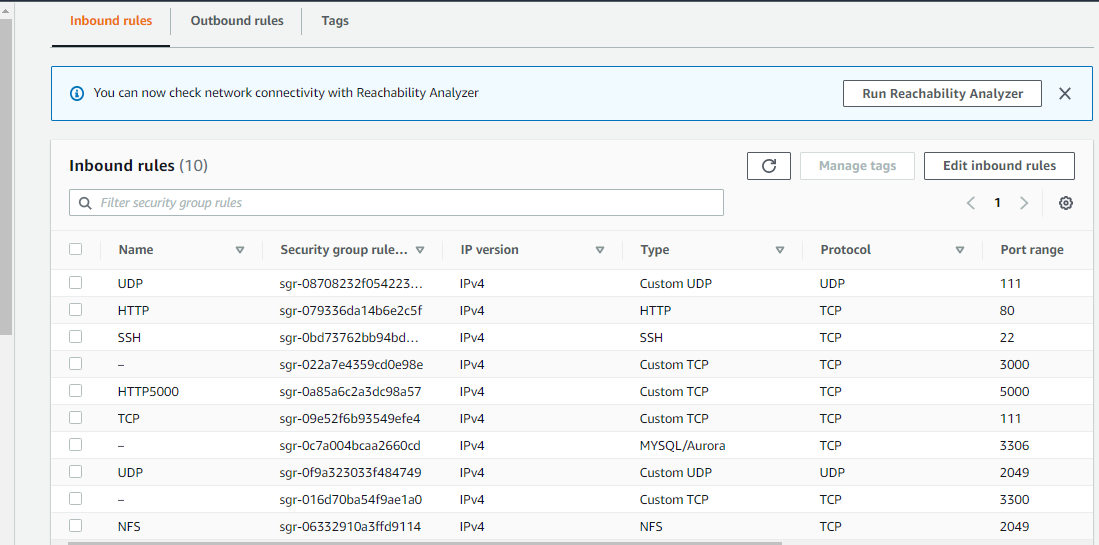 Inbound rules Outbound rules Tags
You can now check network connectivity with Reachability Analyzer Run Reachability Analyzer
Inbound rules (10) Manage tags Edit inbound rules
Filter security group rules 1
Name Security group rule... IP version Type Protocol Port range
UDP sgr-08708232f054223... IPv4 Custom UDP UDP 111
HTTP sgr-079336da14b6e2c5f IPv4 HTTP TCP 80
SSH sgr-0bd73762bb94bd... IPv4 SSH TCP 22
– sgr-022a7e4359cd0e98e IPv4 Custom TCP TCP 3000
HTTP5000 sgr-0a85a6c2a3dc98a57 IPv4 Custom TCP TCP 5000
TCP sgr-09e52f6b93549efe4 IPv4 Custom TCP TCP 111
– sgr-0c7a004bcaa2660cd IPv4 MYSQL/Aurora TCP 3306
UDP sgr-0f9a323033f484749 IPv4 Custom UDP UDP 2049
– sgr-016d70ba54f9ae1a0 IPv4 Custom TCP TCP 3300
NFS sgr-06332910a3ffd9114 IPv4 NFS TCP 2049